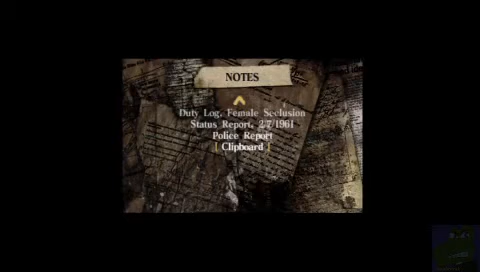 NOTES
Duty Log, Female Seclusion
Status Report, 2/7/1961
Police Report
[ Clipboard ]